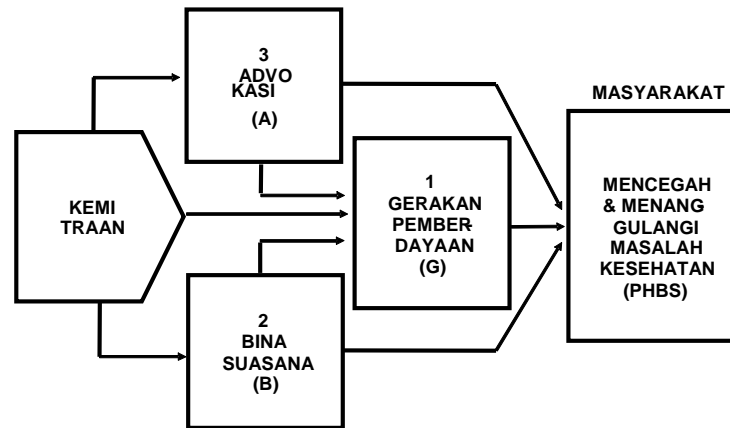 KEMI
TRAAN
3
ADVO
KASI
(A)
2
BINA
SUASANA
(B)
1
GERAKAN
PEMBER-
DAYAAN
(G)
MASYARAKAT
MENCEGAH
& MENANG
GULANGI
MASALAH
KESEHATAN
(PHBS)